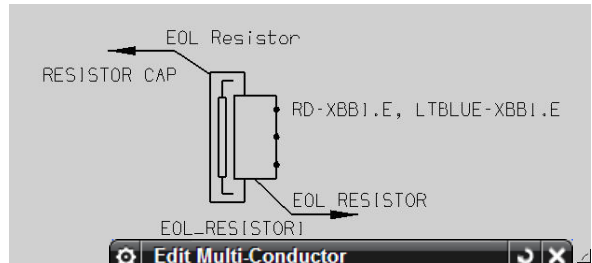 EOL Resistor
RESISTOR CAP
RD-XBB1.E, LTBLUE-XBB1.E
EOL RESISTOR
EOL_RESISTOR1
Edit Multi-Conductor